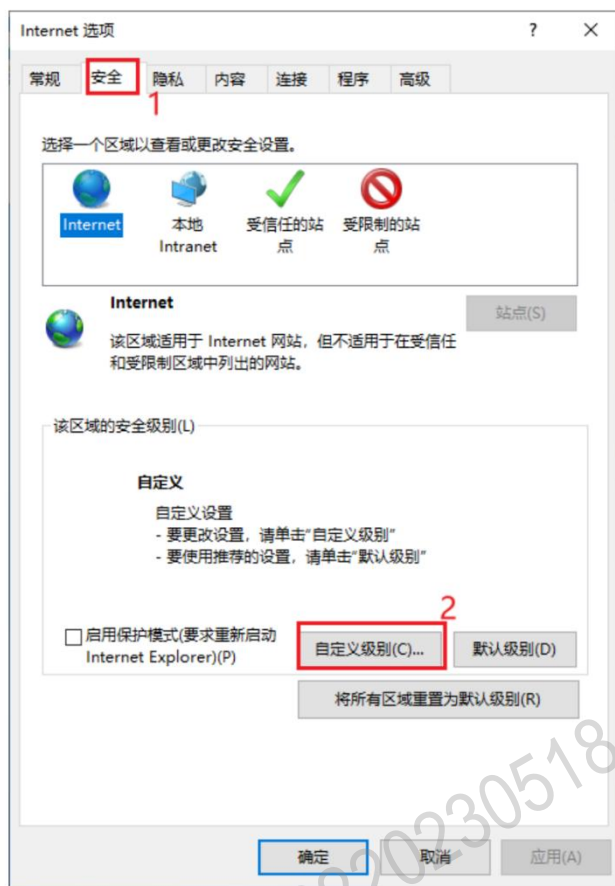 Internet 选项
?
×
常规 安全 隐私 内容 连接 程序 高级
1
选择一个区域以查看或更改安全设置。
Internet
本地
Intranet
受信任的站
点
受限制的站
点
Internet
站点(S)
该区域适用于 Internet 网站，但不适用于在受信任
和受限制区域中列出的网站。
该区域的安全级别(L)
自定义
自定义设置
- 要更改设置，请单击"自定义级别"
- 要使用推荐的设置，请单击"默认级别"
2
启用保护模式(要求重新启动
Internet Explorer)(P)
自定义级别(C)...
默认级别(D)
将所有区域重置为默认级别(R)
确定
取消
应用(A)
20230518